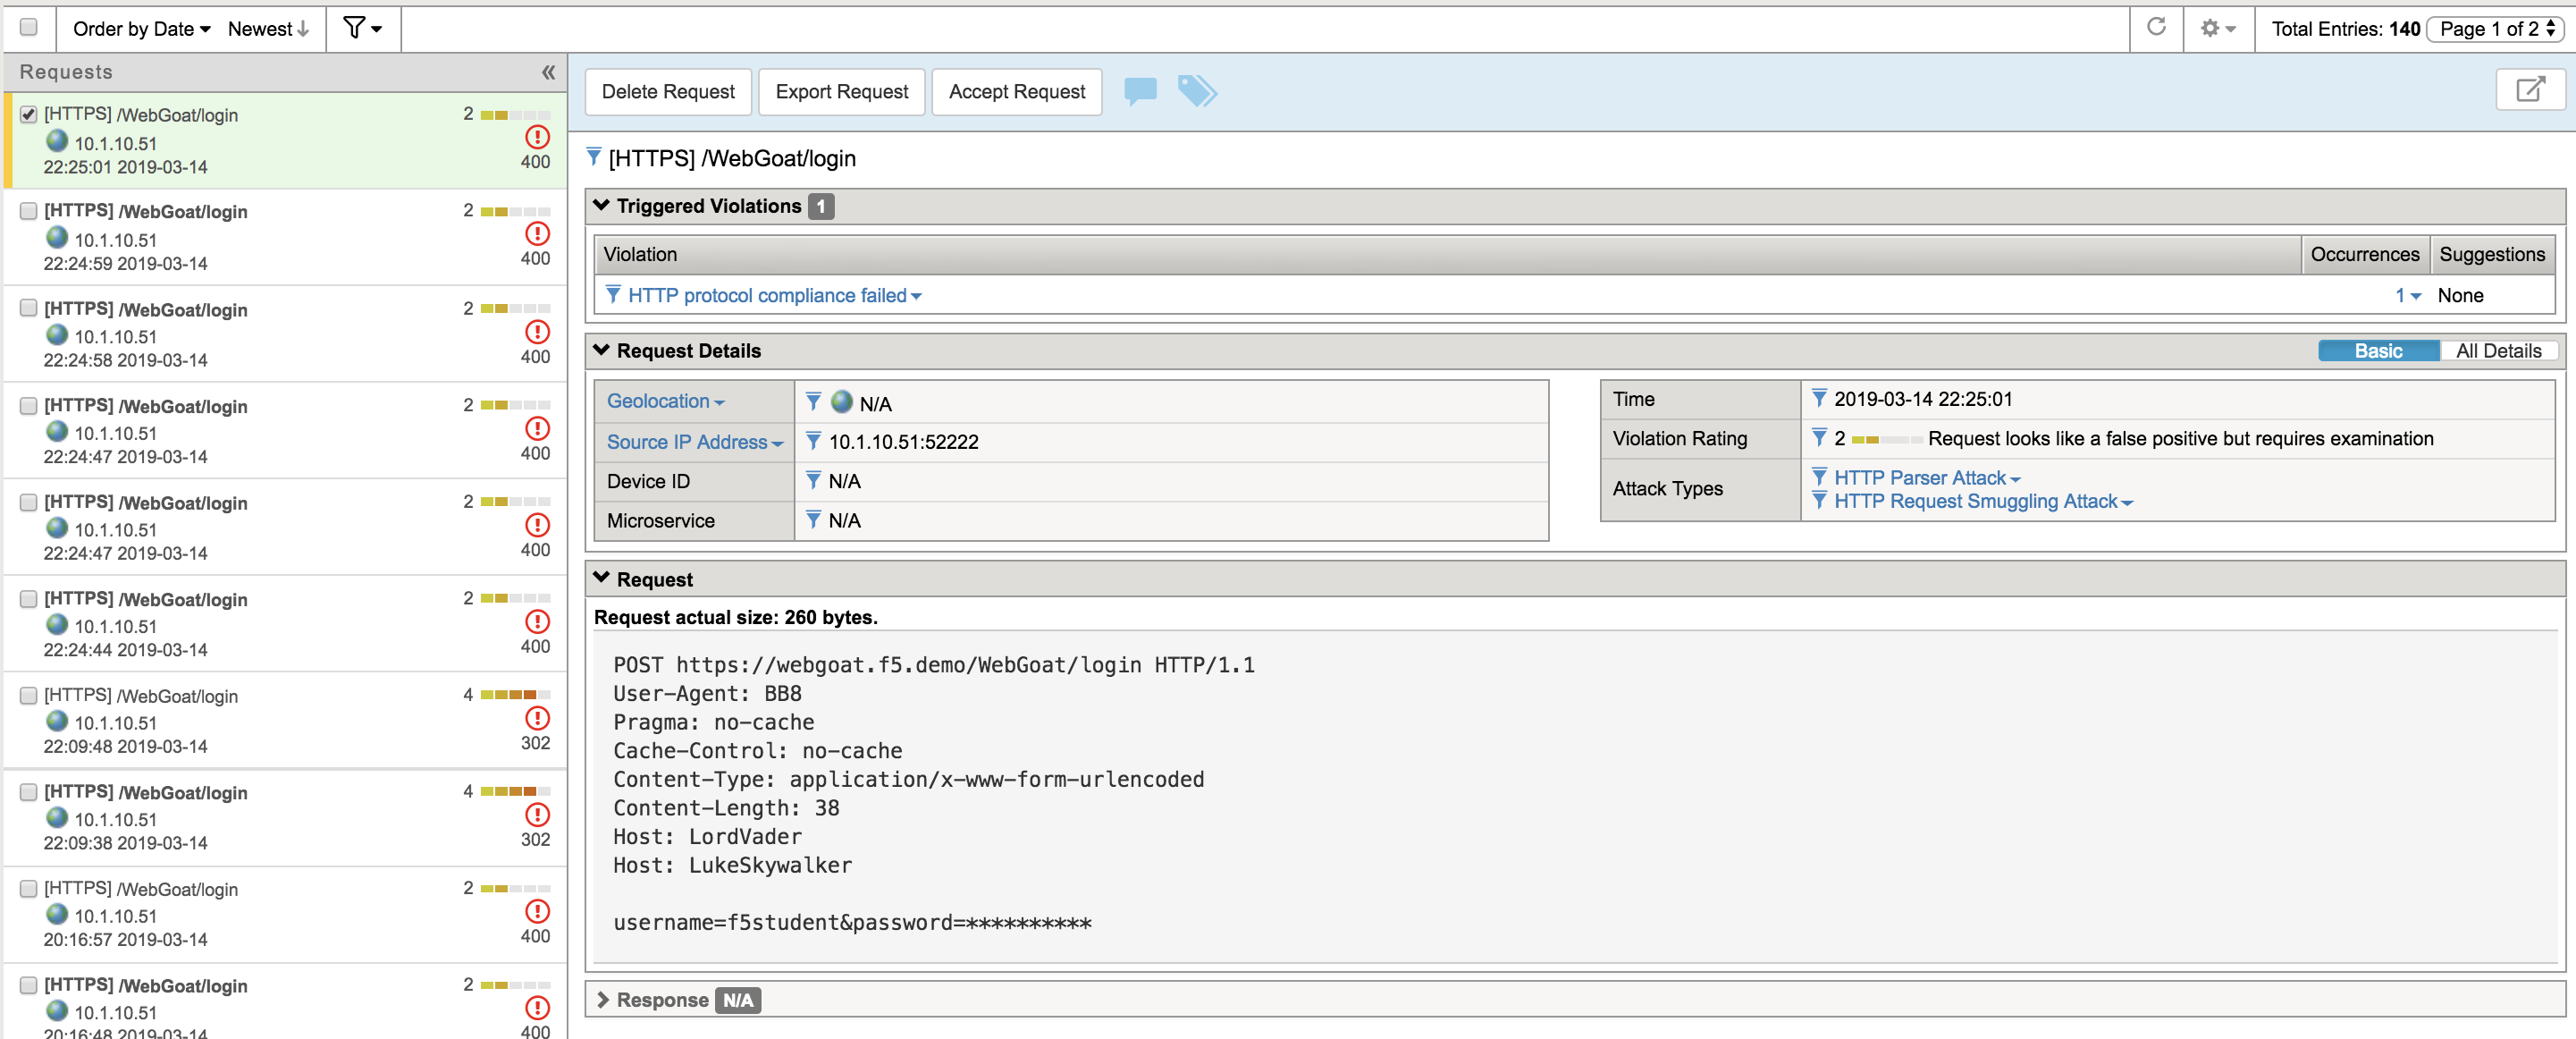 Order by Date Newest Total Entries: 140 Page 1 of 2
Requests
[HTTPS] /WebGoat/login 2
10.1.10.51
22:25:01 2019-03-14 400
[HTTPS] /WebGoat/login 2
10.1.10.51
22:24:59 2019-03-14 400
[HTTPS] /WebGoat/login 2
10.1.10.51
22:24:58 2019-03-14 400
[HTTPS] /WebGoat/login 2
10.1.10.51
22:24:47 2019-03-14 400
[HTTPS] /WebGoat/login 2
10.1.10.51
22:24:47 2019-03-14 400
[HTTPS] /WebGoat/login 2
10.1.10.51
22:24:44 2019-03-14 400
[HTTPS] /WebGoat/login 4
10.1.10.51
22:09:48 2019-03-14 302
[HTTPS] /WebGoat/login 4
10.1.10.51
22:09:38 2019-03-14 302
[HTTPS] /WebGoat/login 2
10.1.10.51
20:16:57 2019-03-14 400
[HTTPS] /WebGoat/login 2
10.1.10.51
20:16:48 2019-03-14 400
Delete Request Export Request Accept Request
[HTTPS] /WebGoat/login
Triggered Violations 1
Violation Occurrences Suggestions
HTTP protocol compliance failed 1 None
Request Details Basic All Details
Geolocation N/A
Source IP Address 10.1.10.51:52222
Device ID N/A
Microservice N/A
Time 2019-03-14 22:25:01
Violation Rating 2 Request looks like a false positive but requires examination
Attack Types HTTP Parser Attack
HTTP Request Smuggling Attack
Request
Request actual size: 260 bytes.
POST https://webgoat.f5.demo/WebGoat/login HTTP/1.1
User-Agent: BB8
Pragma: no-cache
Cache-Control: no-cache
Content-Type: application/x-www-form-urlencoded
Content-Length: 38
Host: LordVader
Host: LukeSkywalker
username=f5student&password=**********
Response N/A